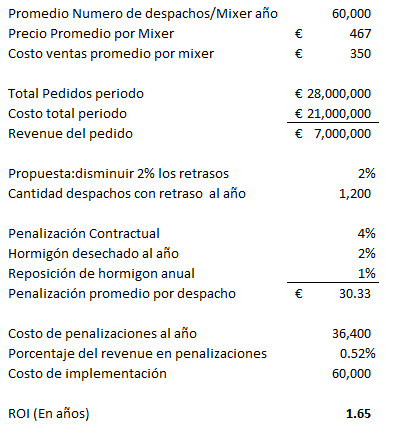 Promedio Numero de despachos/Mixer año 60,000
Precio Promedio por Mixer € 467
Costo ventas promedio por mixer € 350
Total Pedidos periodo € 28,000,000
Costo total periodo € 21,000,000
Revenue del pedido € 7,000,000
Propuesta:disminuir 2% los retrasos 2%
Cantidad despachos con retraso al año 1,200
Penalización Contractual 4%
Hormigón desechado al año 2%
Reposición de hormigon anual 1%
Penalización promedio por despacho € 30.33
Costo de penalizaciones al año 36,400
Porcentaje del revenue en penalizaciones 0.52%
Costo de implementación 60,000
ROI (En años) 1.65